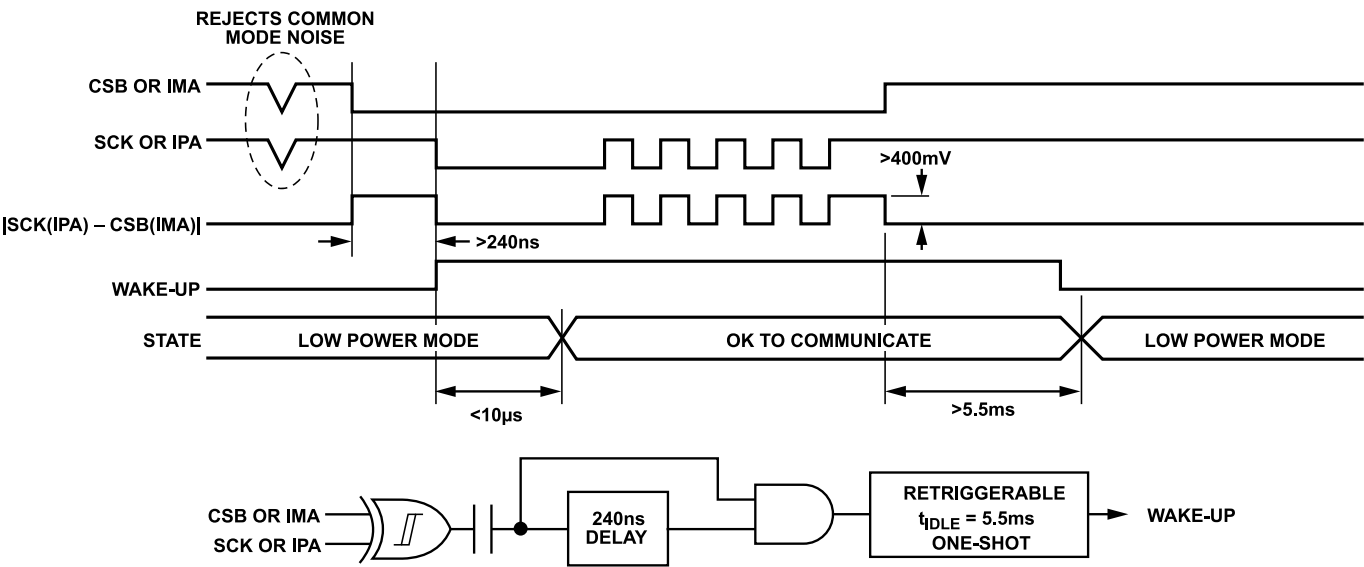 REJECTS COMMON
MODE NOISE
CSB OR IMA
SCK OR IPA
>400mV
|SCK(IPA) – CSB(IMA)|
>240ns
WAKE-UP
STATE
LOW POWER MODE
OK TO COMMUNICATE
LOW POWER MODE
<10µs
>5.5ms
CSB OR IMA
SCK OR IPA
240ns
DELAY
RETRIGGERABLE
tIDLE = 5.5ms
ONE-SHOT
WAKE-UP